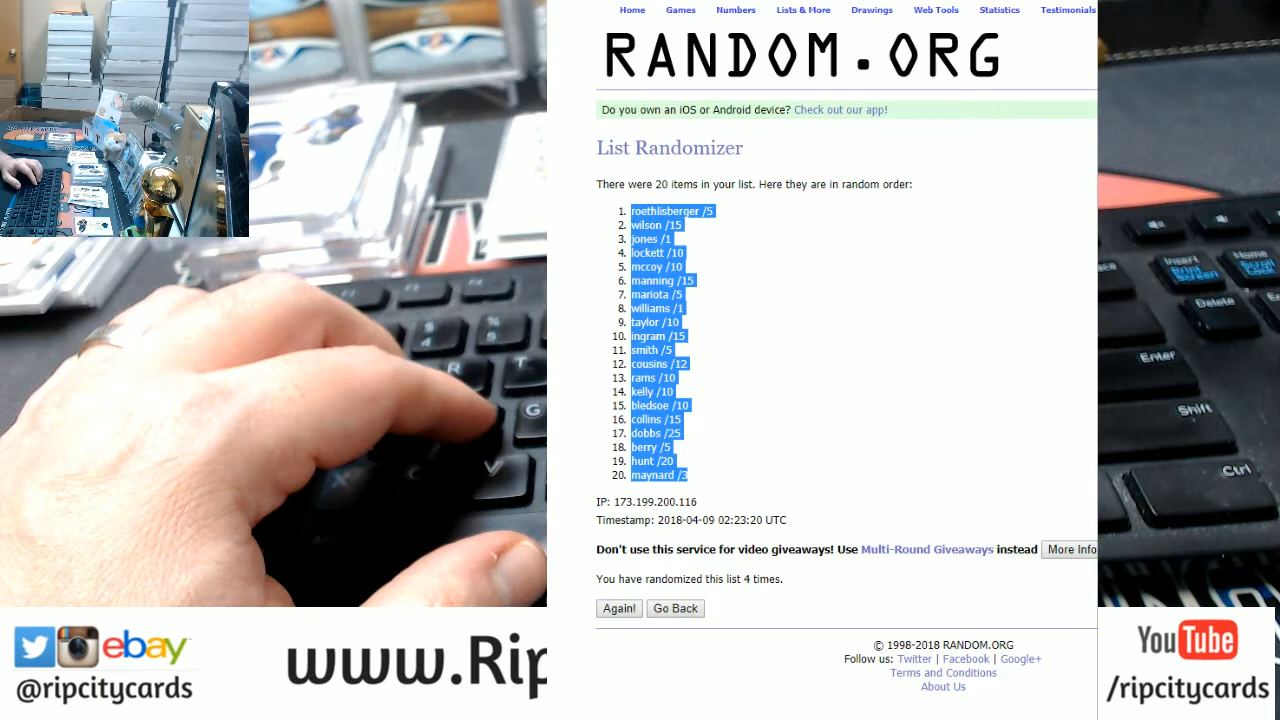 Home Games Numbers Lists & More Drawings Web Tools Statistics Testimonials
RANDOM.ORG
Do you own an iOS or Android device? Check out our app!
List Randomizer
There were 20 items in your list. Here they are in random order:
1. roethlisberger /5
2. wilson /15
3. jones /1
4. lockett /10
5. mccoy /10
6. manning /15
7. mariota /5
8. williams /1
9. taylor /10
10. ingram /15
11. smith /5
12. cousins /12
13. rams /10
14. kelly /10
15. bledsoe /10
16. collins /15
17. dobbs /25
18. berry /5
19. hunt /20
20. maynard /3
IP: 173.199.200.116
Timestamp: 2018-04-09 02:23:20 UTC
Don't use this service for video giveaways! Use Multi-Round Giveaways instead More Info
You have randomized this list 4 times.
Again! Go Back
© 1998-2018 RANDOM.ORG
Follow us: Twitter | Facebook | Google+
Terms and Conditions
About Us
Insert
Print
Screen
Home
Delete
Enter
Shift
Ctrl
R
T
G
V
X
ebay
@ripcitycards
www.Rip
YouTube
/ripcitycards